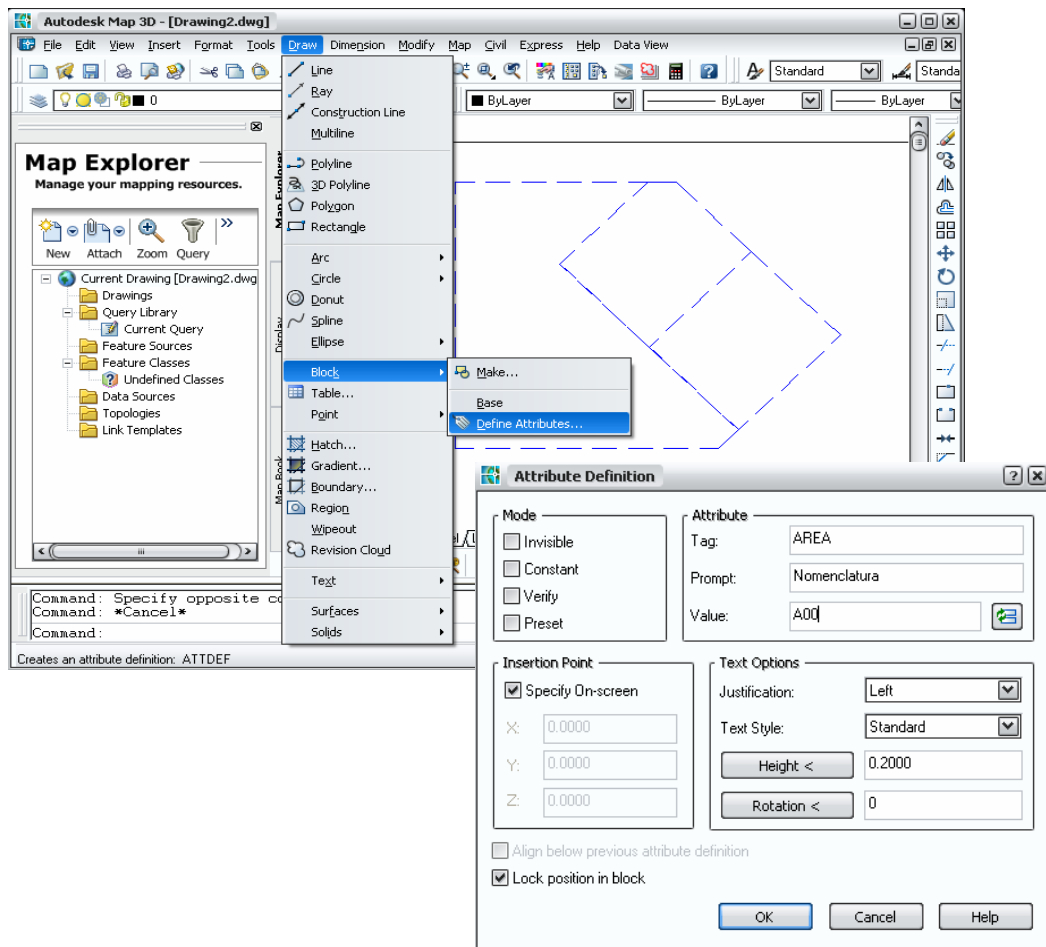 Autodesk Map 3D - [Drawing2.dwg]
File Edit View Insert Format Tools Draw Dimension Modify Map Civil Express Help Data View
Standard
Standa
0
ByLayer
ByLayer
ByLayer
Line
Ray
Construction Line
Multiline
Polyline
3D Polyline
Polygon
Rectangle
Arc
Circle
Donut
Spline
Ellipse
Block
Table...
Point
Hatch...
Gradient...
Boundary...
Region
Wipeout
Revision Cloud
Text
Surfaces
Solids
Make...
Base
Define Attributes...
Map Explorer
Manage your mapping resources.
New Attach Zoom Query
Current Drawing [Drawing2.dwg
Drawings
Query Library
Current Query
Feature Sources
Feature Classes
Undefined Classes
Data Sources
Topologies
Link Templates
Map Explorer
Display
Map Book
Command: Specify opposite co
Command: *Cancel*
Command:
Creates an attribute definition: ATTDEF
Attribute Definition
Mode
Invisible
Constant
Verify
Preset
Attribute
Tag: AREA
Prompt: Nomenclatura
Value: A00
Insertion Point
Specify On-screen
X: 0.0000
Y: 0.0000
Z: 0.0000
Text Options
Justification: Left
Text Style: Standard
Height < 0.2000
Rotation < 0
Align below previous attribute definition
Lock position in block
OK Cancel Help